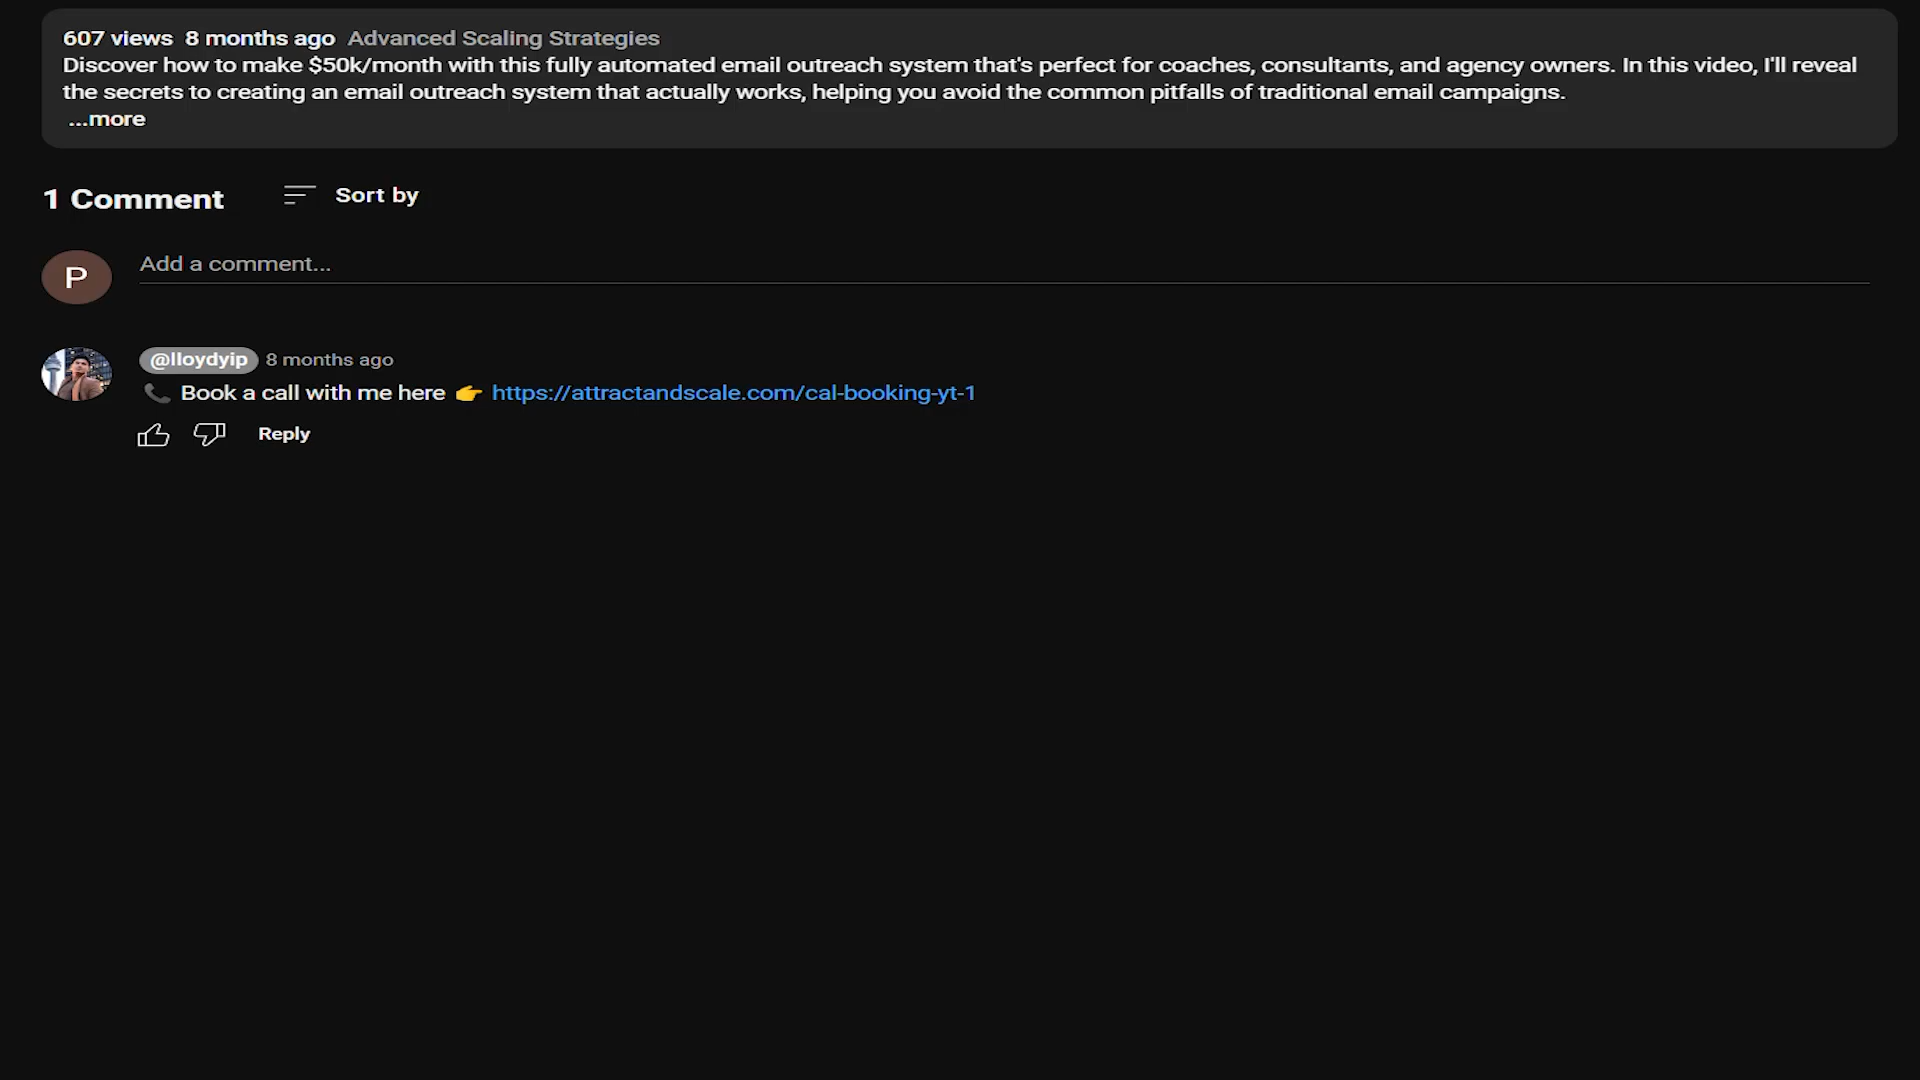 607 views 8 months ago Advanced Scaling Strategies
Discover how to make $50k/month with this fully automated email outreach system that's perfect for coaches, consultants, and agency owners. In this video, I'll reveal
the secrets to creating an email outreach system that actually works, helping you avoid the common pitfalls of traditional email campaigns.
...more
1 Comment Sort by
P Add a comment...
@lloydyip 8 months ago
📞 Book a call with me here 👉 https://attractandscale.com/cal-booking-yt-1
Reply